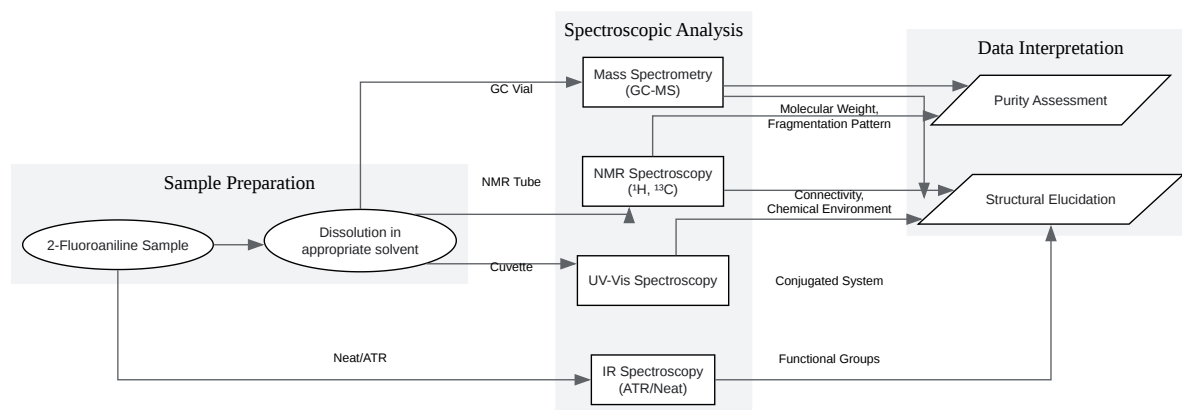 Spectroscopic Analysis
Data Interpretation
Mass Spectrometry
(GC-MS)
GC Vial
Purity Assessment
Molecular Weight,
Fragmentation Pattern
Sample Preparation
NMR Tube
NMR Spectroscopy
(¹H, ¹³C)
Connectivity,
Chemical Environment
Structural Elucidation
2-Fluoroaniline Sample
Dissolution in
appropriate solvent
Cuvette
UV-Vis Spectroscopy
Conjugated System
Neat/ATR
IR Spectroscopy
(ATR/Neat)
Functional Groups